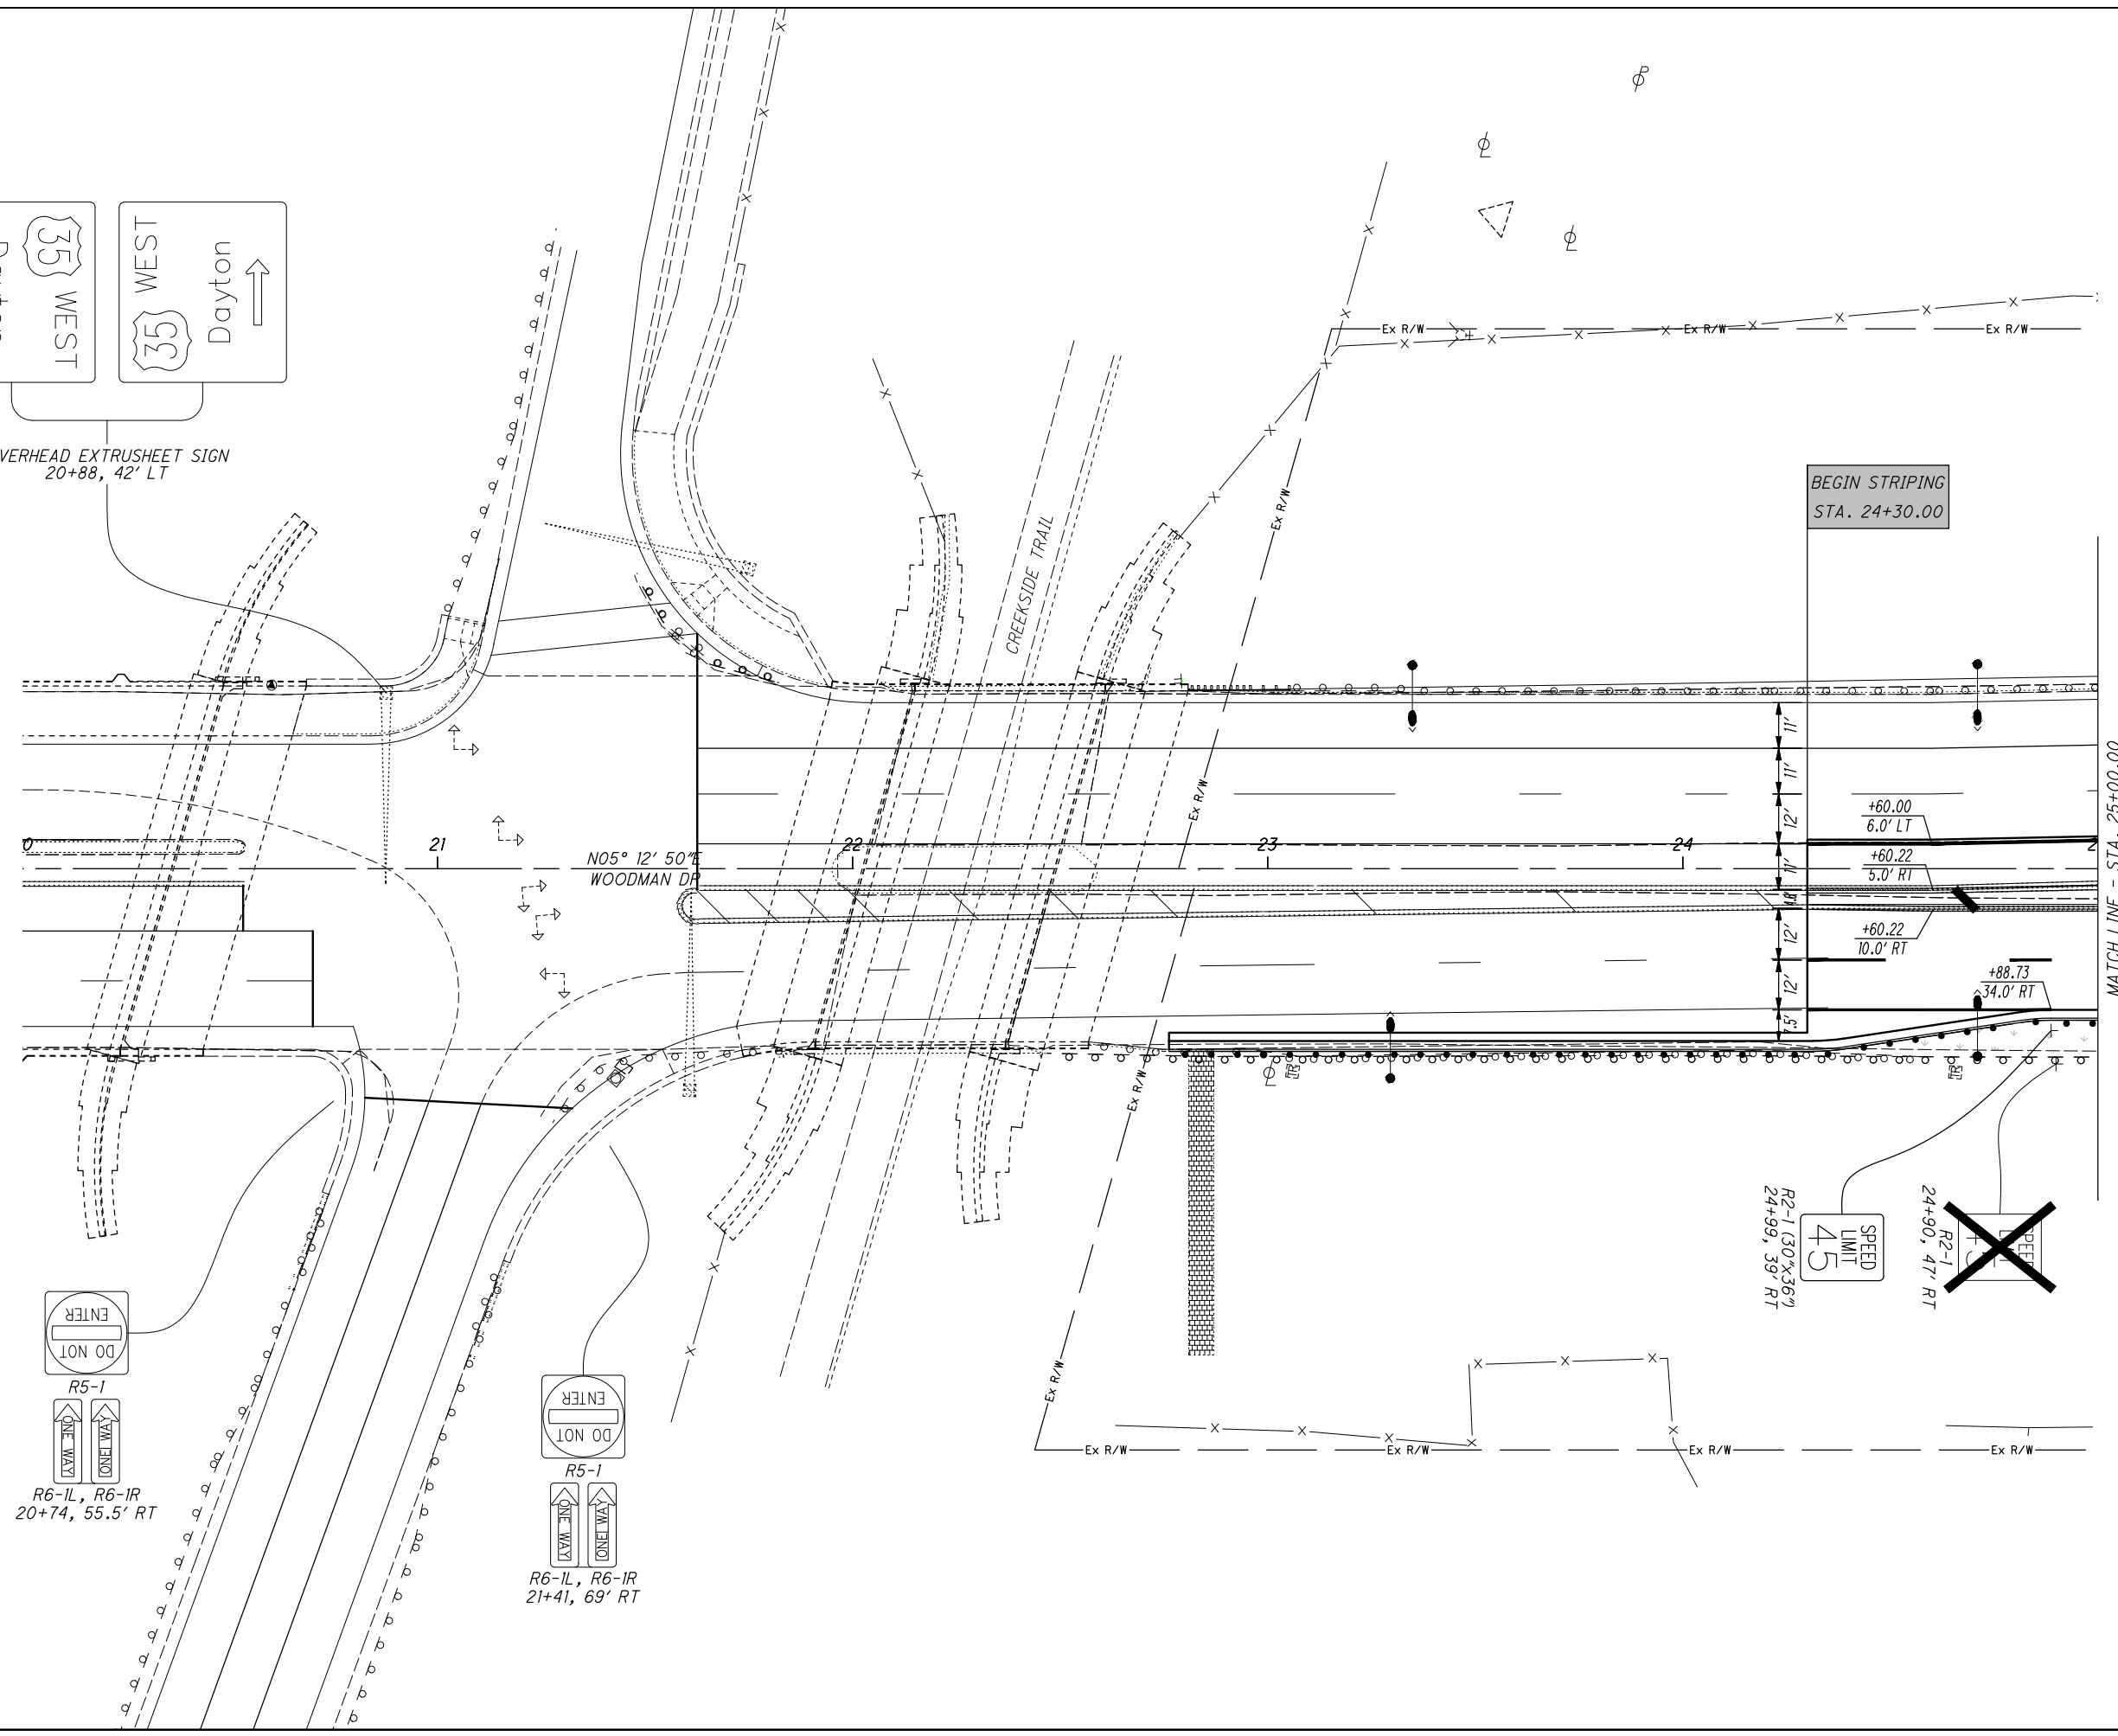 35
WEST
WEST
35
Dayton
VERHEAD EXTRUSHEET SIGN
20+88, 42' LT
CREEKSIDE TRAIL
Ex R/W
Ex R/W
Ex R/W
Ex R/W
Ex R/W
Ex R/W
Ex R/W
Ex R/W
Ex R/W
Ex R/W
Ex R/W
P
BEGIN STRIPING
STA. 24+30.00
0
21
22
23
24
2
N05° 12' 50"E
WOODMAN DR
11'
11'
12'
11'
12'
12'
7.5'
+60.00
6.0' LT
+60.22
5.0' RT
+60.22
10.0' RT
+88.73
34.0' RT
MATCH LINE - STA. 25+00.00
SPEED
LIMIT
45
R2-1 (30"x36")
24+99, 39' RT
R2-1
24+90, 47' RT
DO NOT
ENTER
R5-1
ONE WAY
ONE WAY
R6-1L, R6-1R
20+74, 55.5' RT
DO NOT
ENTER
R5-1
ONE WAY
ONE WAY
R6-1L, R6-1R
21+41, 69' RT